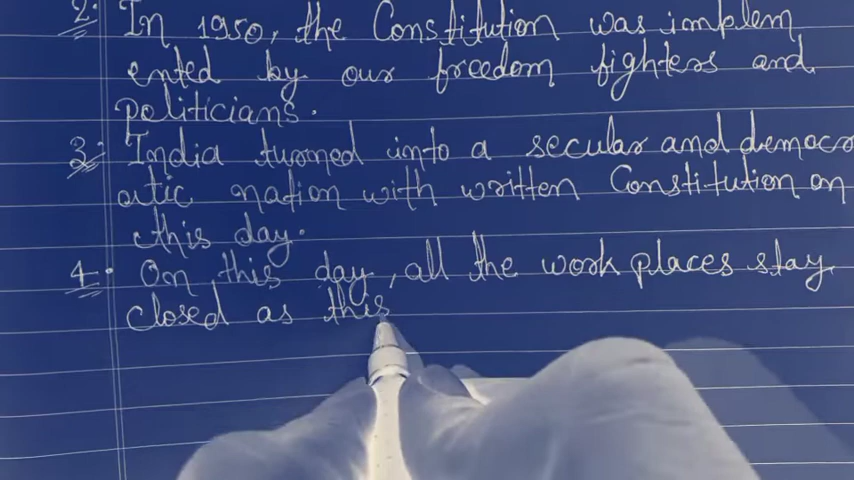 2. In 1950, the Constitution was implem
ented by our freedom fighters and
politicians.
3. India turned into a secular and democr
atic nation with written Constitution on
this day.
4. On this day, all the work places stay
closed as this